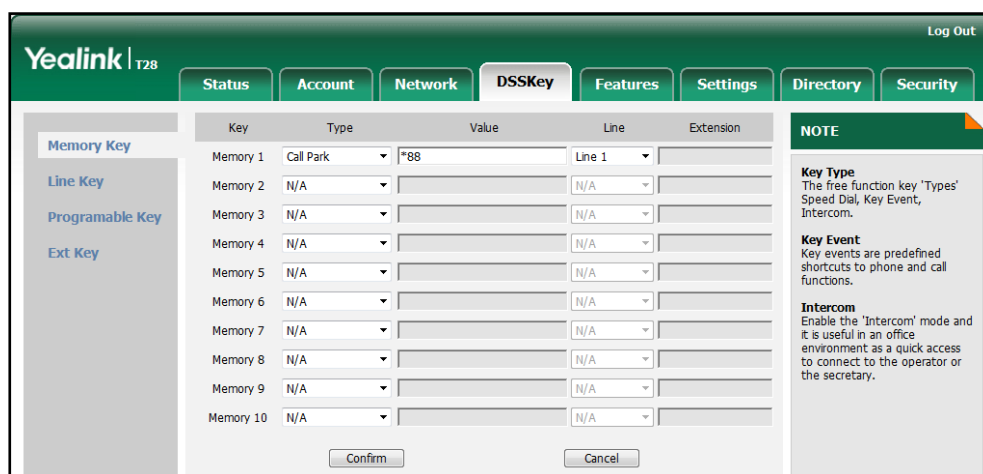 Log Out
Yealink T28
Status Account Network DSSKey Features Settings Directory Security
Memory Key
Line Key
Programable Key
Ext Key
Key Type Value Line Extension
Memory 1 Call Park *88 Line 1
Memory 2 N/A N/A
Memory 3 N/A N/A
Memory 4 N/A N/A
Memory 5 N/A N/A
Memory 6 N/A N/A
Memory 7 N/A N/A
Memory 8 N/A N/A
Memory 9 N/A N/A
Memory 10 N/A N/A
Confirm Cancel
NOTE
Key Type
The free function key 'Types'
Speed Dial, Key Event,
Intercom.
Key Event
Key events are predefined
shortcuts to phone and call
functions.
Intercom
Enable the 'Intercom' mode and
it is useful in an office
environment as a quick access
to connect to the operator or
the secretary.